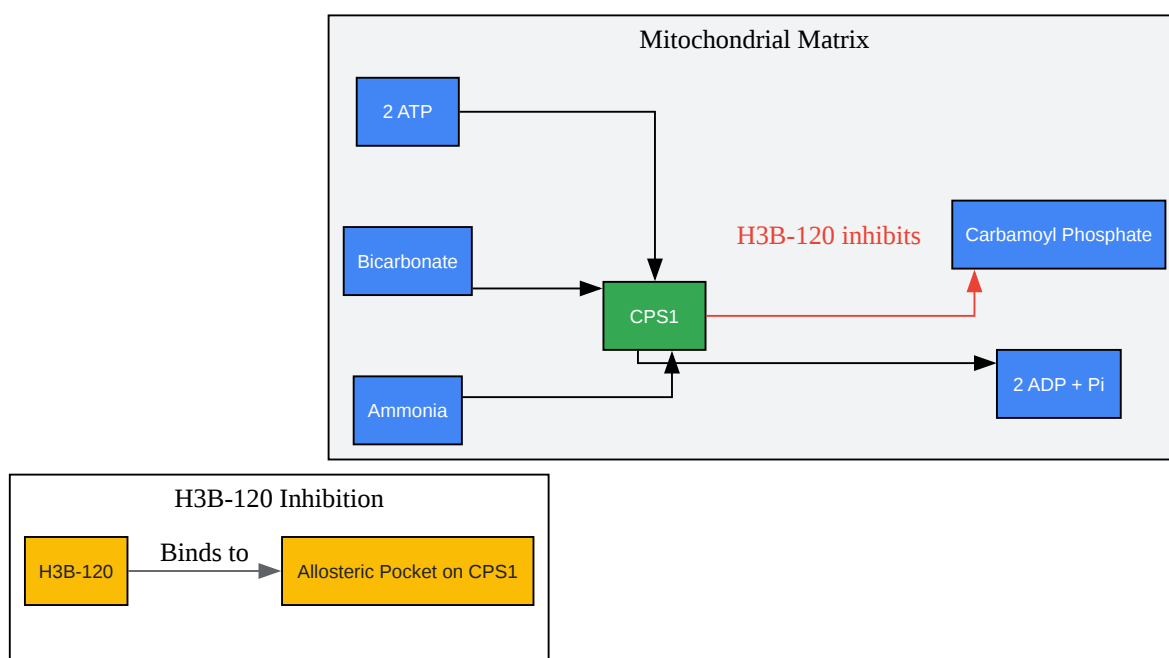 Mitochondrial Matrix
2 ATP
H3B-120 inhibits
Carbamoyl Phosphate
Bicarbonate
CPS1
2 ADP + Pi
Ammonia
H3B-120 Inhibition
H3B-120
Binds to
Allosteric Pocket on CPS1